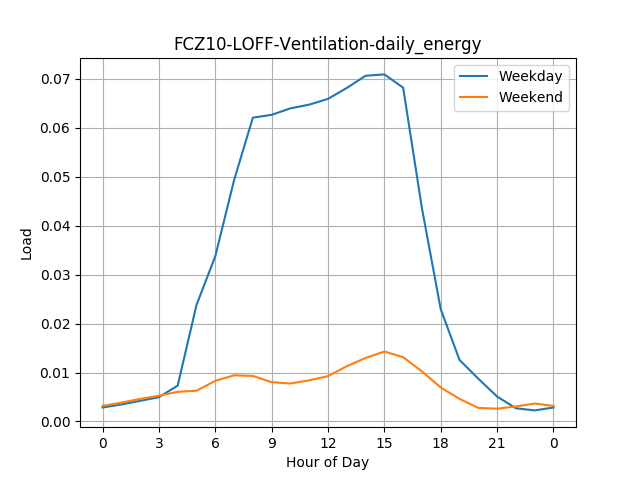 FCZ10-LOFF-Ventilation-daily_energy
Weekday
Weekend
Load
0.07
0.06
0.05
0.04
0.03
0.02
0.01
0.00
0 3 6 9 12 15 18 21 0
Hour of Day